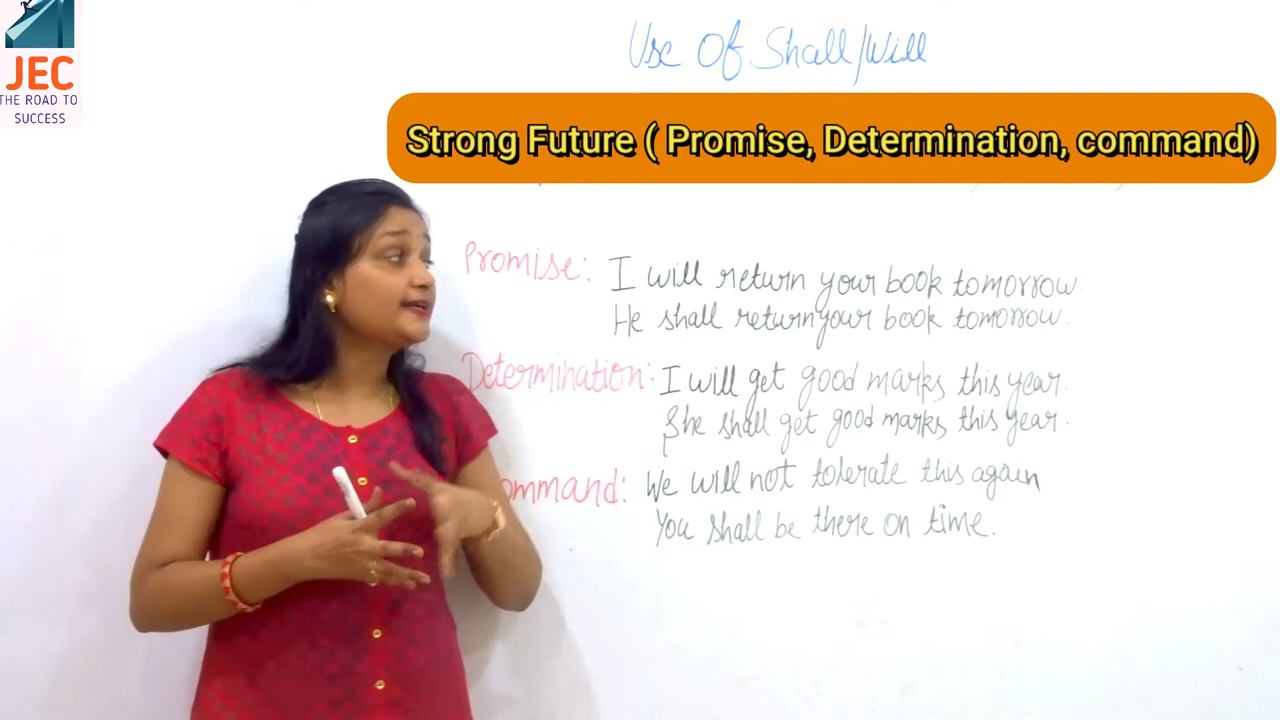 JEC
THE ROAD TO
SUCCESS
Use Of Shall/Will
Strong Future ( Promise, Determination, command)
Promise: I will return your book tomorrow.
He shall return your book tomorrow.
Determination: I will get good marks this year.
She shall get good marks this year.
ommand: We will not tolerate this again
You shall be there on time.